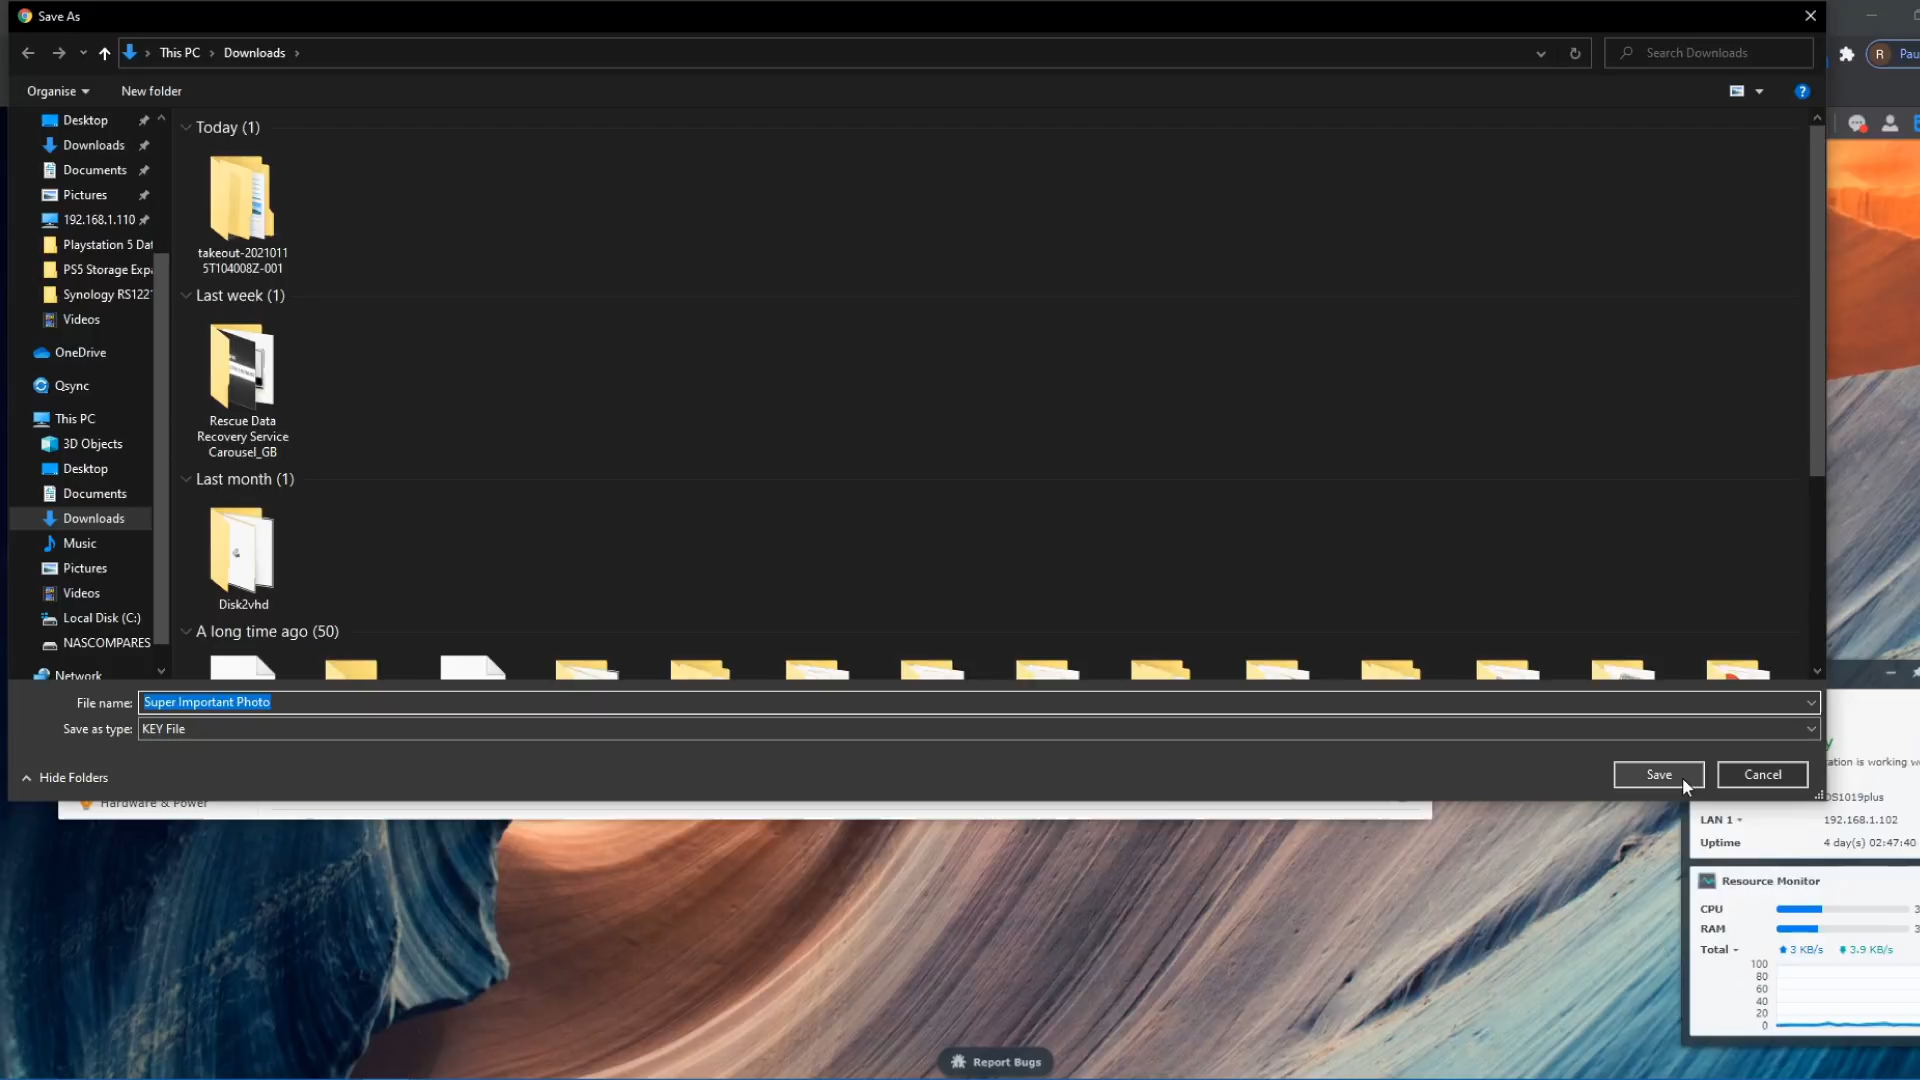 Save As
This PC
Downloads
Search Downloads
R
Pau
Organise
New folder
?
Desktop
Downloads
Documents
Pictures
192.168.1.110
Playstation 5 Dat
PS5 Storage Exp
Synology RS122
Videos
OneDrive
Qsync
This PC
3D Objects
Desktop
Documents
Downloads
Music
Pictures
Videos
Local Disk (C:)
NASCOMPARES
Network
Today (1)
takeout-2021011
5T104008Z-001
Last week (1)
Rescue Data
Recovery Service
Carousel_GB
Last month (1)
Disk2vhd
A long time ago (50)
File name:
Super Important Photo
Save as type:
KEY File
Hide Folders
Save
Cancel
Hardware & Power
y
ation is working w
DS1019plus
LAN 1
192.168.1.102
Uptime
4 day(s) 02:47:40
Resource Monitor
CPU
3
RAM
3
Total
3 KB/s
3.9 KB/s
100
80
60
40
20
0
Report Bugs